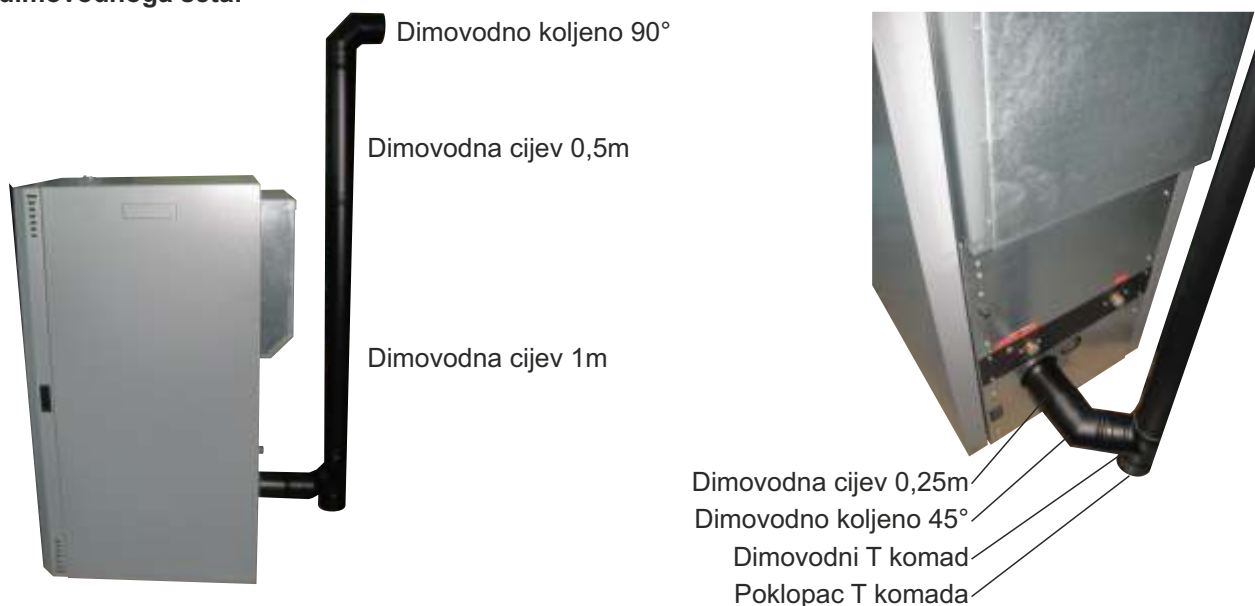 dimovodnoga seta:
Dimovodno koljeno 90°
Dimovodna cijev 0,5m
Dimovodna cijev 1m
Dimovodna cijev 0,25m
Dimovodno koljeno 45°
Dimovodni T komad
Poklopac T komada